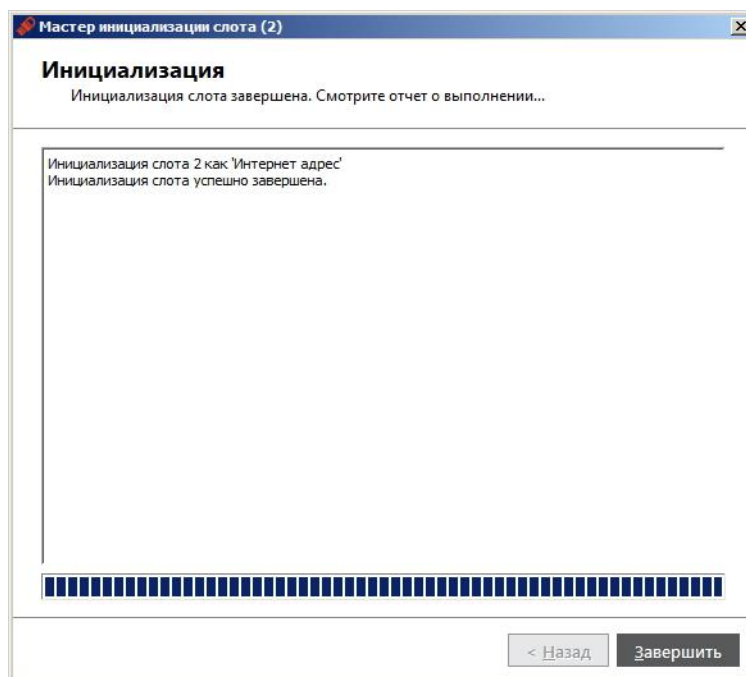 Мастер инициализации слота (2)
Инициализация
Инициализация слота завершена. Смотрите отчет о выполнении...
Инициализация слота 2 как 'Интернет адрес'
Инициализация слота успешно завершена.
< Назад
Завершить